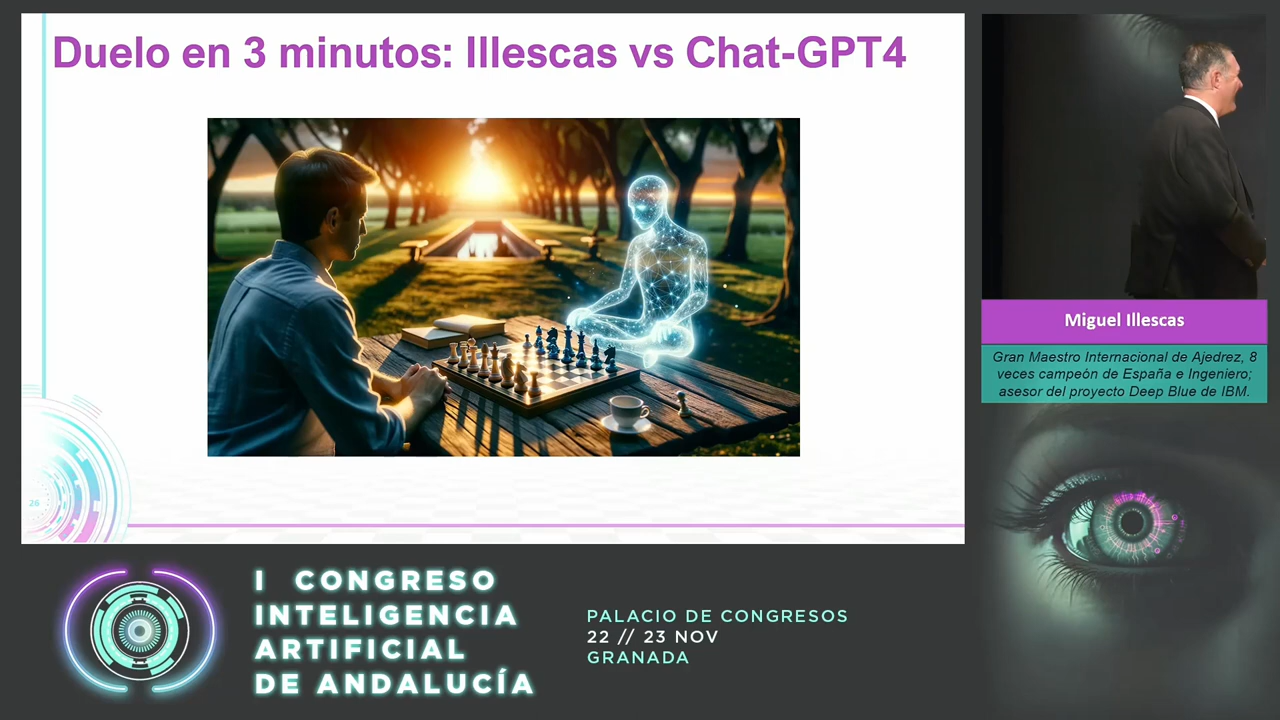 Duelo en 3 minutos: Illescas vs Chat-GPT4
26
Miguel Illescas
Gran Maestro Internacional de Ajedrez, 8
veces campeón de España e Ingeniero;
asesor del proyecto Deep Blue de IBM.
I CONGRESO
INTELIGENCIA
ARTIFICIAL
DE ANDALUCÍA
PALACIO DE CONGRESOS
22 // 23 NOV
GRANADA